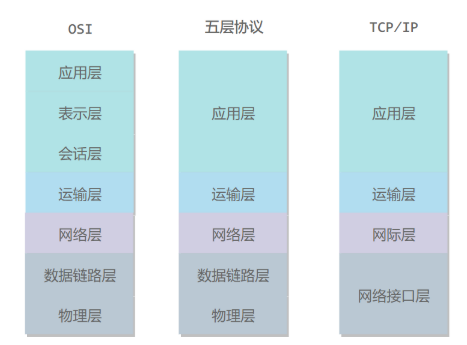 OSI
应用层
表示层
会话层
运输层
网络层
数据链路层
物理层
五层协议
应用层
运输层
网络层
数据链路层
物理层
TCP/IP
应用层
运输层
网际层
网络接口层